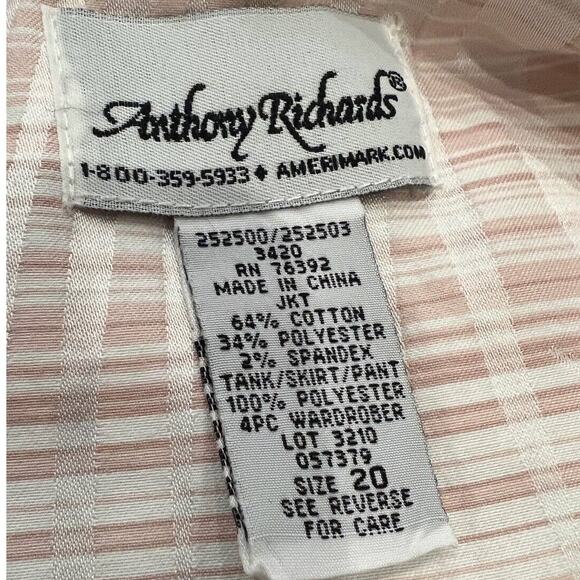 Anthony Richards®
1-800-359-5933 ♦ AMERIMARK.COM
252500/252503
3420
RN 76392
MADE IN CHINA
JKT
64% COTTON
34% POLYESTER
2% SPANDEX
TANK/SKIRT/PANT
100% POLYESTER
4PC WARDROBER
LOT 3210
057379
SIZE 20
SEE REVERSE
FOR CARE